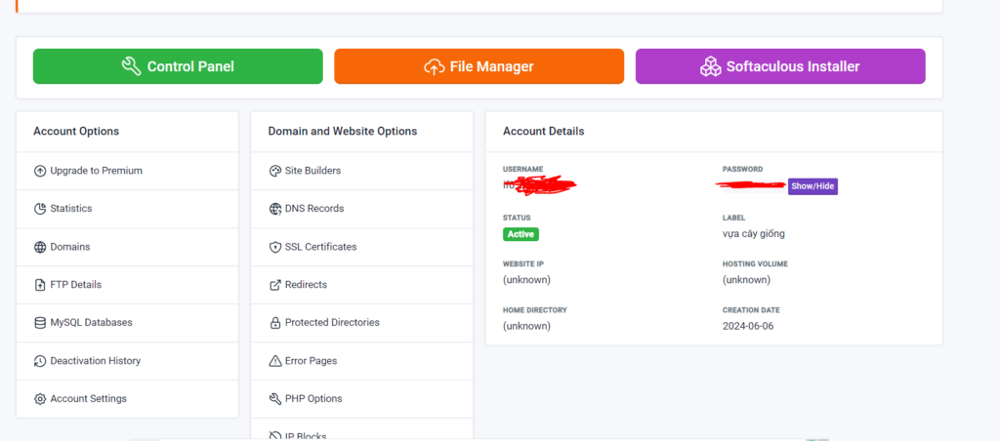 Control Panel
File Manager
Softaculous Installer
Account Options
Upgrade to Premium
Statistics
Domains
FTP Details
MySQL Databases
Deactivation History
Account Settings
Domain and Website Options
Site Builders
DNS Records
SSL Certificates
Redirects
Protected Directories
Error Pages
PHP Options
IP Blocks
Account Details
USERNAME
PASSWORD
Show/Hide
STATUS
LABEL
Active
vựa cây giống
WEBSITE IP
HOSTING VOLUME
(unknown)
(unknown)
HOME DIRECTORY
CREATION DATE
(unknown)
2024-06-06